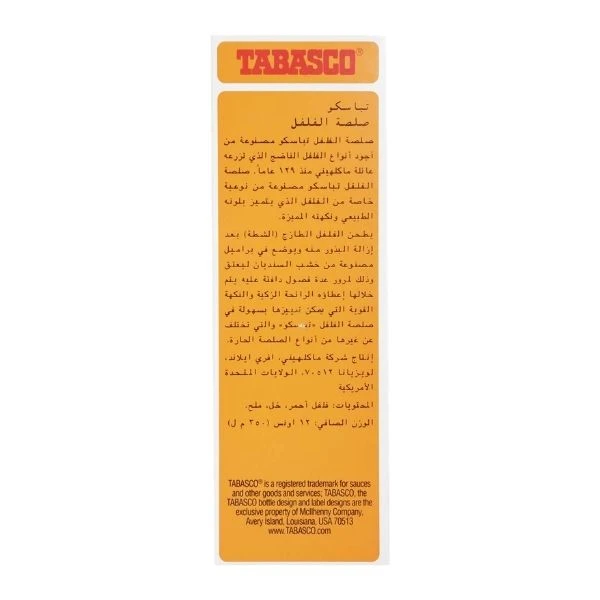 TABASCO®
تباسكو
صلصة الفلفل
صلصة الفلفل تباسكو مصنوعة من
أجود أنواع الفلفل الناضج الذي تزرعه
عائلة ماكلهيني منذ ١٢٩ عاماً. صلصة
الفلفل تباسكو مصنوعة من نوعية
خاصة من الفلفل الذي يتميز بلونه
الطبيعي ونكهته المميزة.
يطحن الفلفل الطازج (الشطة) بعد
إزالة البذور منه ويوضع في براميل
مصنوعة من خشب السنديان ليعتق
وذلك لمرور عدة فصول دافئة عليه يتم
خلالها إعطاؤه الرائحة الزكية والنكهة
القوية التي يمكن تمييزها بسهولة في
صلصة الفلفل «تباسكو» والتي تختلف
عن غيرها من أنواع الصلصة الحارة.
إنتاج شركة ماكلهيني، افري ايلاند،
لويزيانا ٧٠٥١٢، الولايات المتحدة
الأمريكية
المحتويات: فلفل أحمر، خل، ملح.
الوزن الصافي: ١٢ اونس (٣٥٠ م ل)
TABASCO® is a registered trademark for sauces
and other goods and services; TABASCO, the
TABASCO bottle design and label designs are the
exclusive property of McIlhenny Company,
Avery Island, Louisiana, USA 70513
www.TABASCO.com